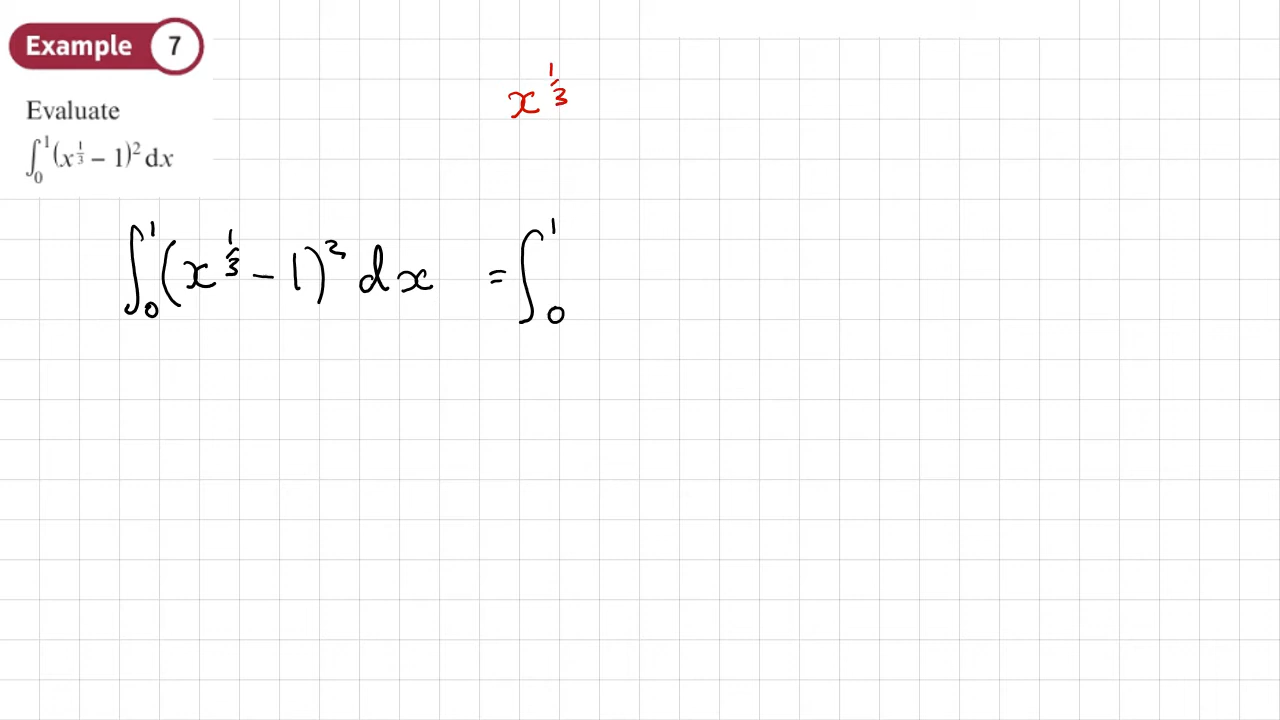 Example 7
x^{1/3}
Evaluate
∫₀¹ (x^{1/3} − 1)² dx
∫₀¹ (x^{1/3} − 1)² dx = ∫₀¹